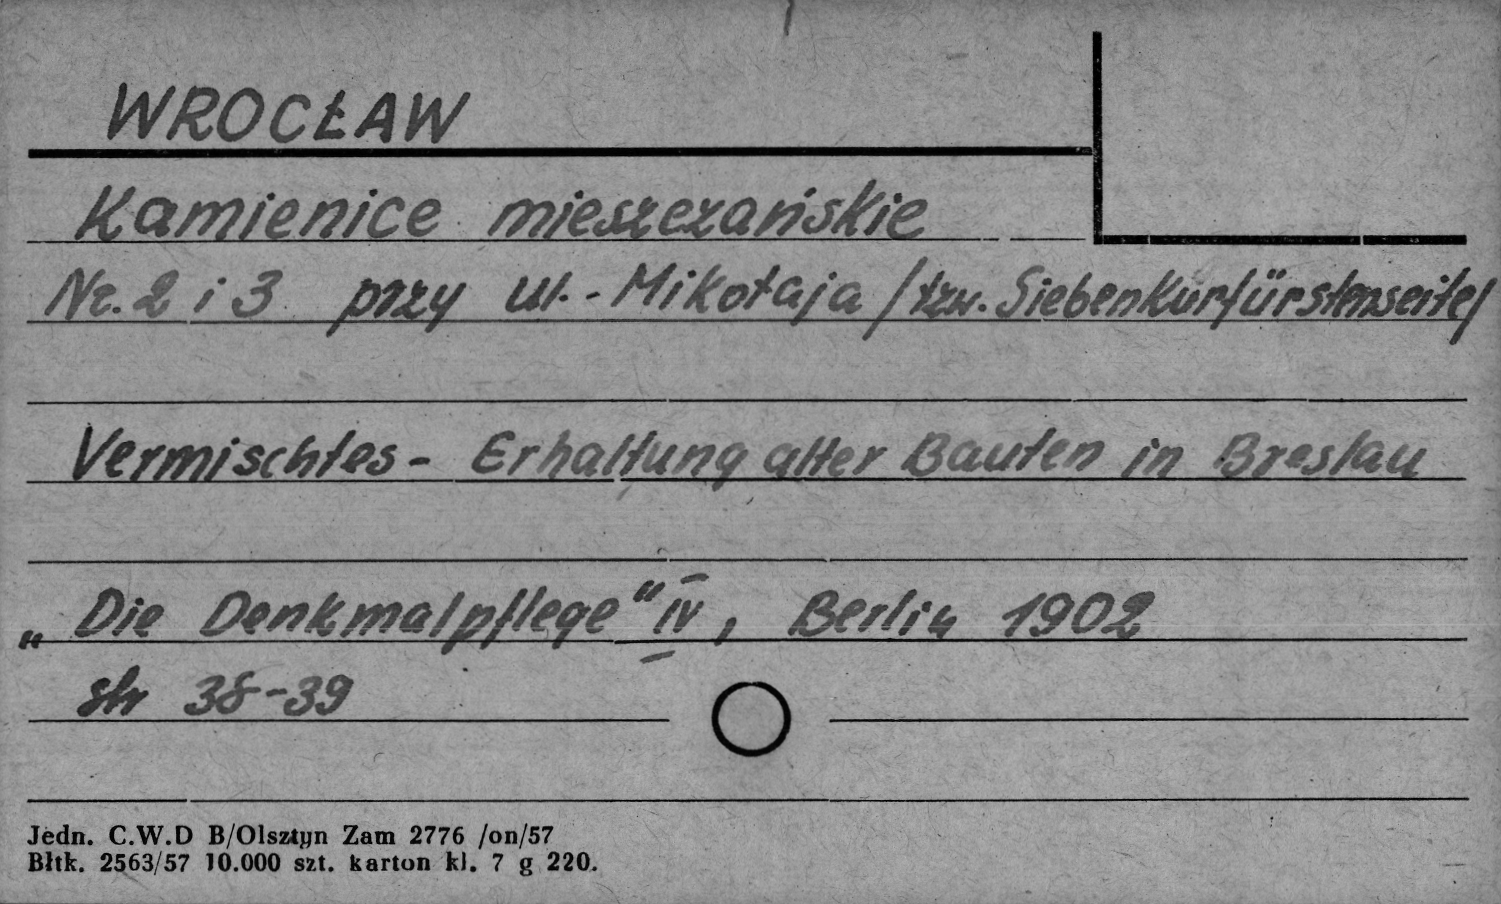 WROCŁAW
Kamienice mieszczańskie
Nr. 2 i 3 przy ul. - Mikołaja /tzw. Siebenkurfürstenseite/
Vermischtes - Erhaltung alter Bauten in Breslau
„Die Denkmalpflege" IV, Berlin 1902
str 38-39
Jedn. C.W.D B/Olsztyn Zam 2776 /on/57
Błtk. 2563/57 10.000 szt. karton kl. 7 g 220.